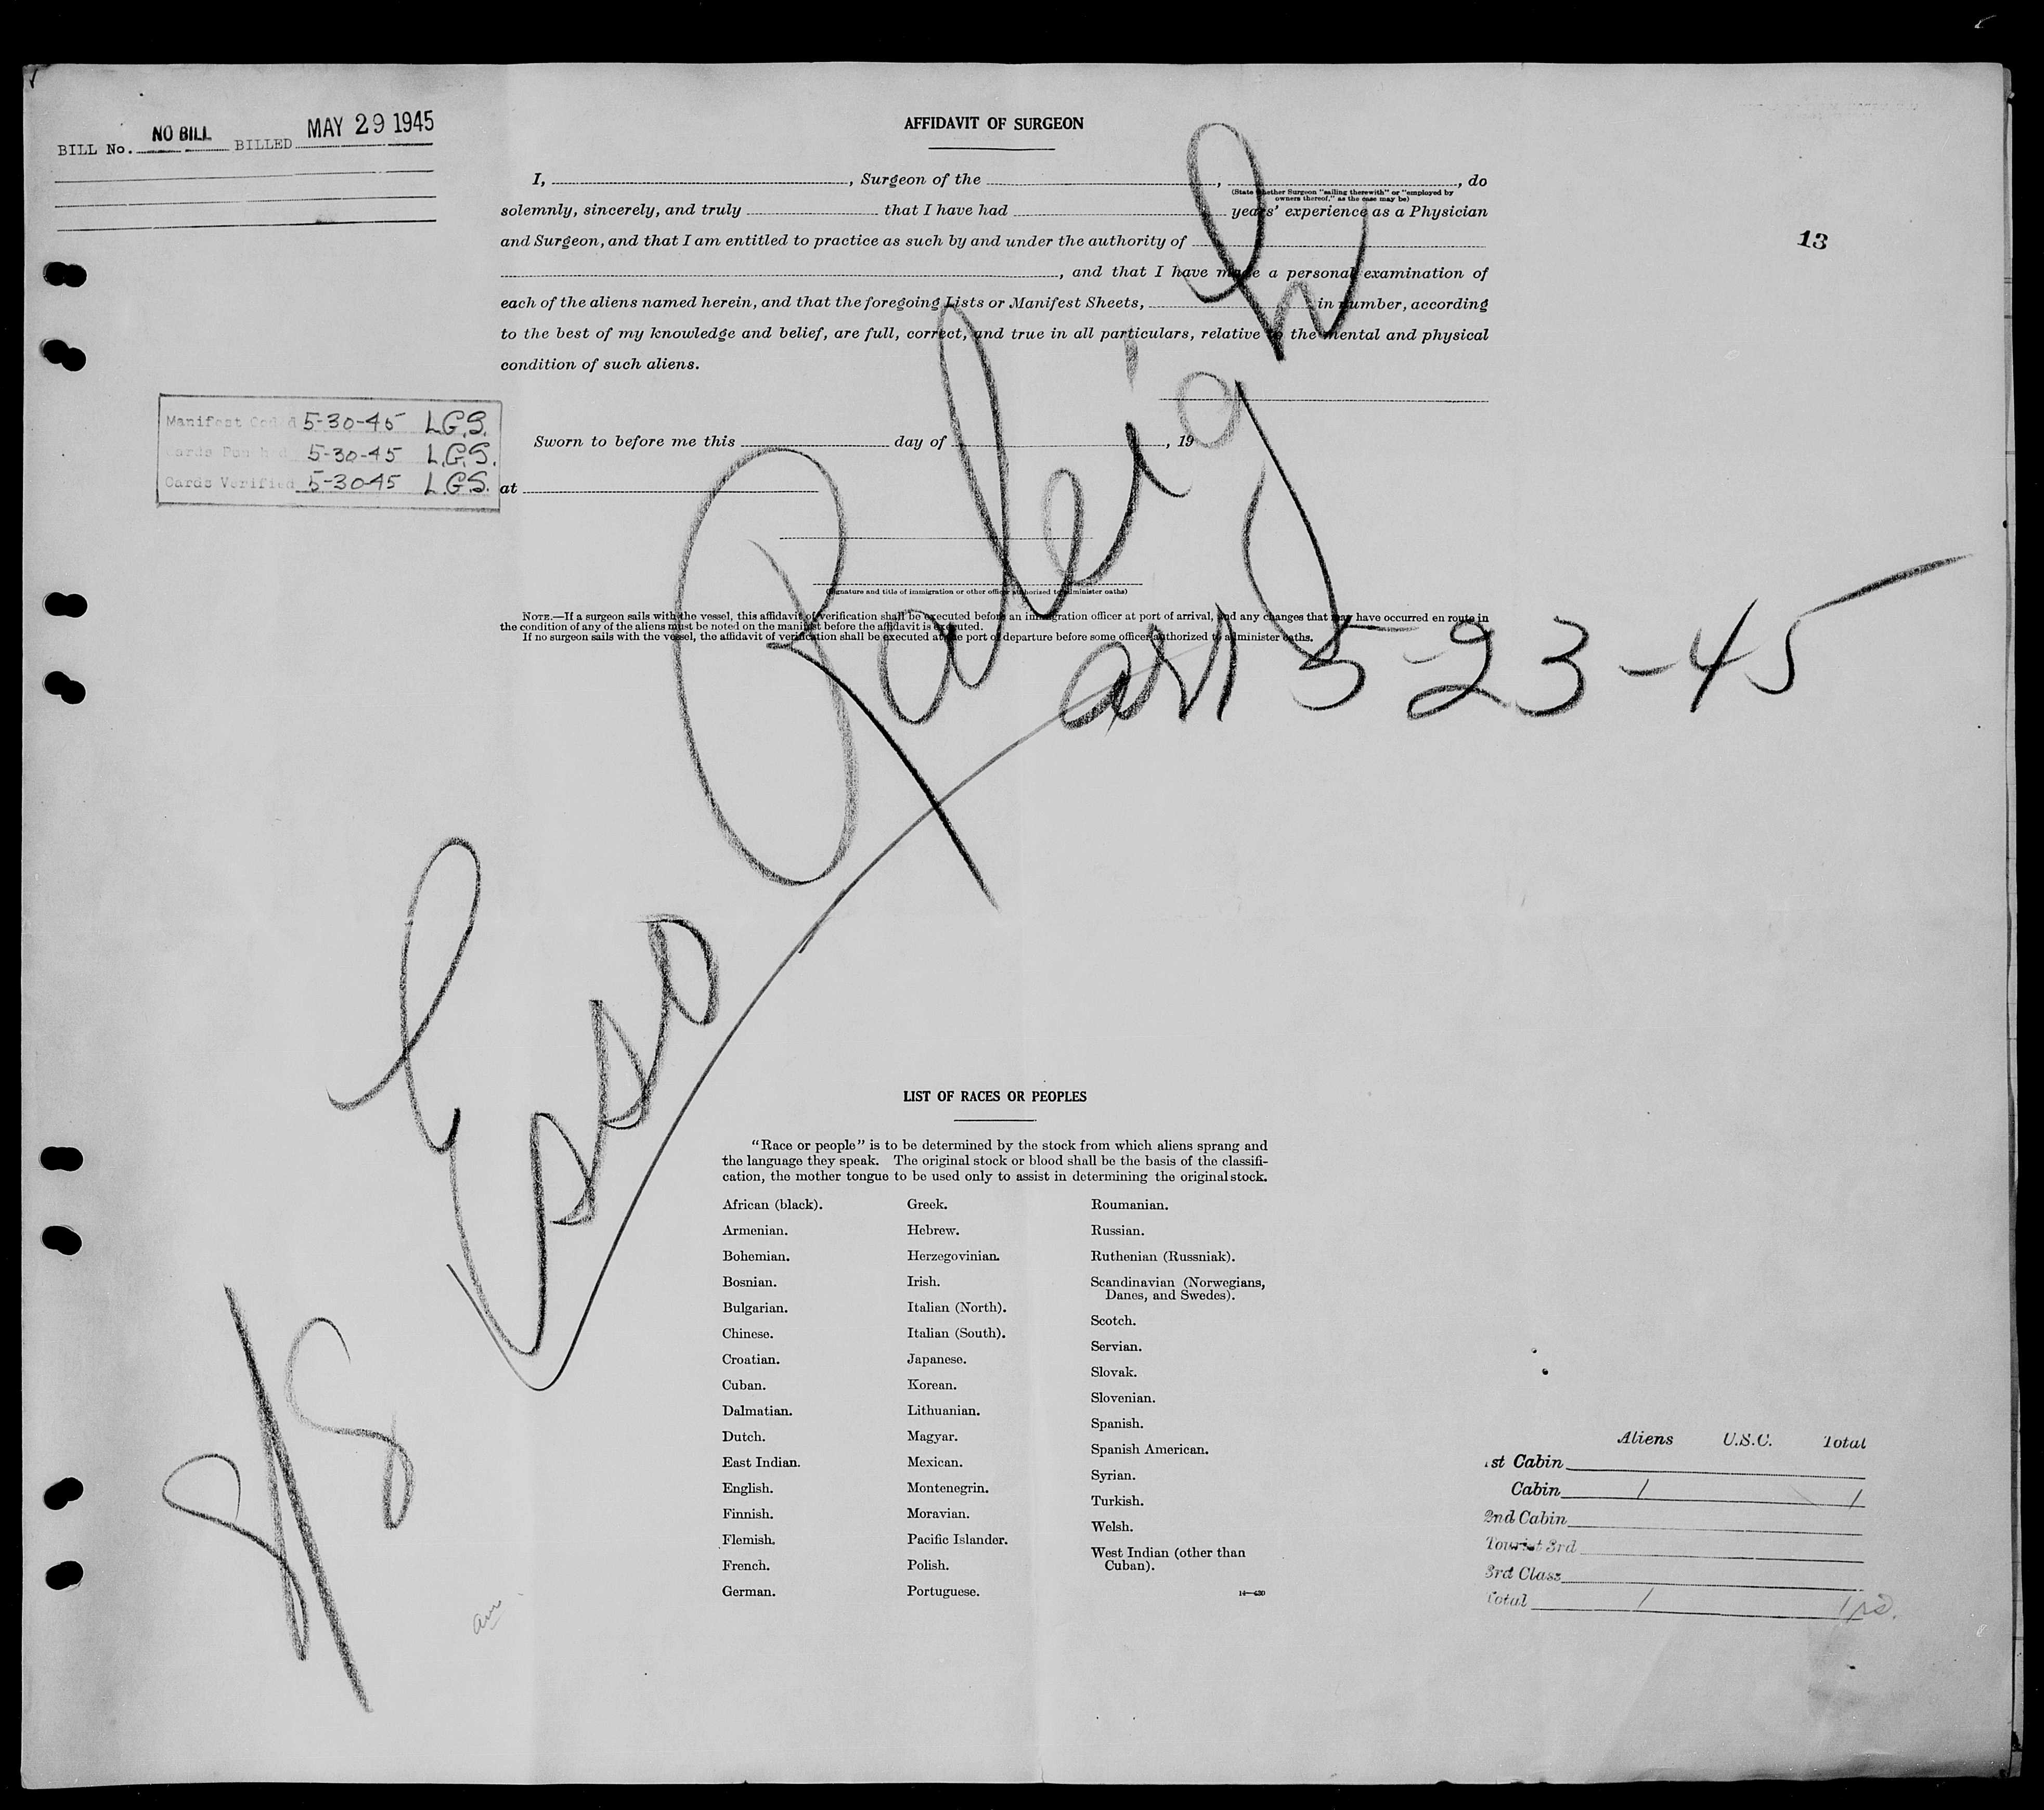 BILL No. NO BILL BILLED MAY 29 1945
AFFIDAVIT OF SURGEON
I, , Surgeon of the , , do
(State whether Surgeon "sailing therewith" or "employed by
owners thereof," as the case may be)
solemnly, sincerely, and truly that I have had years' experience as a Physician
and Surgeon, and that I am entitled to practice as such by and under the authority of
, and that I have made a personal examination of
each of the aliens named herein, and that the foregoing Lists or Manifest Sheets, in number, according
to the best of my knowledge and belief, are full, correct, and true in all particulars, relative to the mental and physical
condition of such aliens.
13
Manifest Coded 5-30-45 L.G.S.
Cards Punched 5-30-45 L.G.S.
Cards Verified 5-30-45 L.G.S.
Sworn to before me this day of , 19
at
(Signature and title of immigration or other officer authorized to administer oaths)
NOTE.—If a surgeon sails with the vessel, this affidavit of verification shall be executed before an immigration officer at port of arrival, and any changes that may have occurred en route in
the condition of any of the aliens must be noted on the manifest before the affidavit is executed.
If no surgeon sails with the vessel, the affidavit of verification shall be executed at the port of departure before some officer authorized to administer oaths.
S/S Esso Raleigh
arr 5-23-45
LIST OF RACES OR PEOPLES
"Race or people" is to be determined by the stock from which aliens sprang and
the language they speak. The original stock or blood shall be the basis of the classifi-
cation, the mother tongue to be used only to assist in determining the original stock.
African (black).
Armenian.
Bohemian.
Bosnian.
Bulgarian.
Chinese.
Croatian.
Cuban.
Dalmatian.
Dutch.
East Indian.
English.
Finnish.
Flemish.
French.
German.
Greek.
Hebrew.
Herzegovinian.
Irish.
Italian (North).
Italian (South).
Japanese.
Korean.
Lithuanian.
Magyar.
Mexican.
Montenegrin.
Moravian.
Pacific Islander.
Polish.
Portuguese.
Roumanian.
Russian.
Ruthenian (Russniak).
Scandinavian (Norwegians,
Danes, and Swedes).
Scotch.
Servian.
Slovak.
Slovenian.
Spanish.
Spanish American.
Syrian.
Turkish.
Welsh.
West Indian (other than
Cuban).
14—430
Aliens U.S.C. Total
1st Cabin
Cabin 1 1
2nd Cabin
Tourist 3rd
3rd Class
Total 1 1